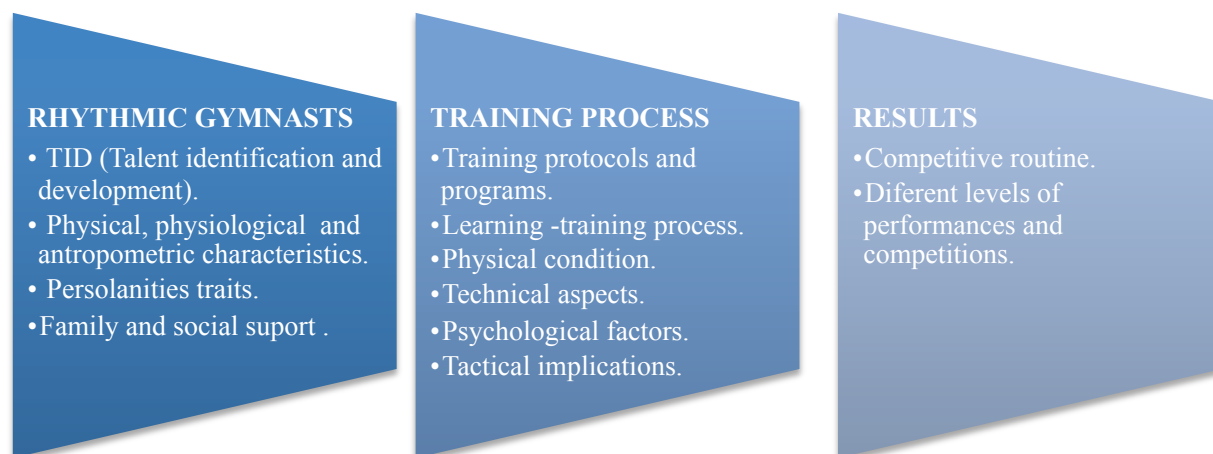 RHYTHMIC GYMNASTS
• TID (Talent identification and
development).
• Physical, physiological and
antropometric characteristics.
• Persolanities traits.
•Family and social suport .
TRAINING PROCESS
•Training protocols and
programs.
•Learning -training process.
•Physical condition.
•Technical aspects.
•Psychological factors.
•Tactical implications.
RESULTS
•Competitive routine.
•Diferent levels of
performances and
competitions.